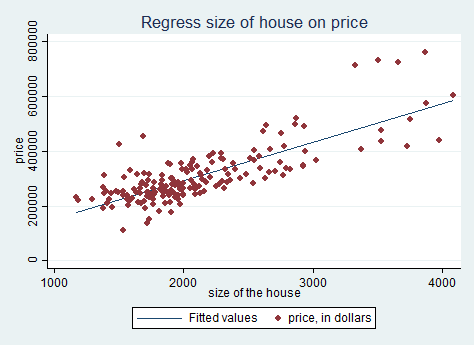 Regress size of house on price
800000
600000
400000
200000
0
price
1000 2000 3000 4000
size of the house
Fitted values price, in dollars